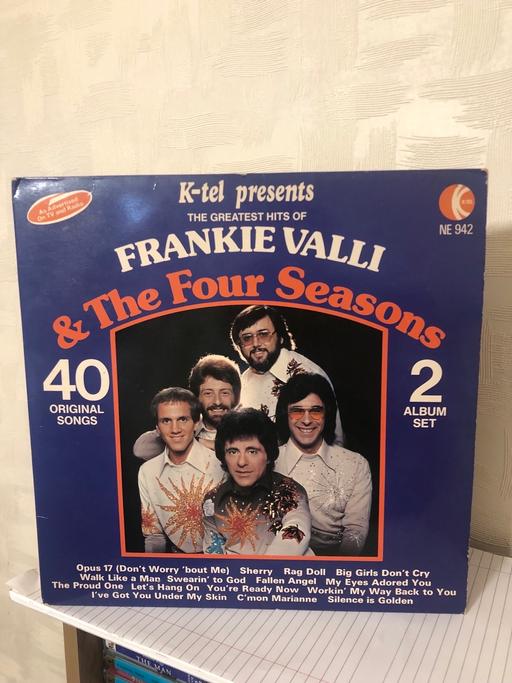 K-tel presents
As Advertised
On TV and Radio
K-TEL
THE GREATEST HITS OF
NE 942
FRANKIE VALLI
& The Four Seasons
40
ORIGINAL
SONGS
2
ALBUM
SET
Opus 17 (Don't Worry 'bout Me) Sherry Rag Doll Big Girls Don't Cry
Walk Like a Man Swearin' to God Fallen Angel My Eyes Adored You
The Proud One Let's Hang On You're Ready Now Workin' My Way Back to You
I've Got You Under My Skin C'mon Marianne Silence is Golden
THE MAN